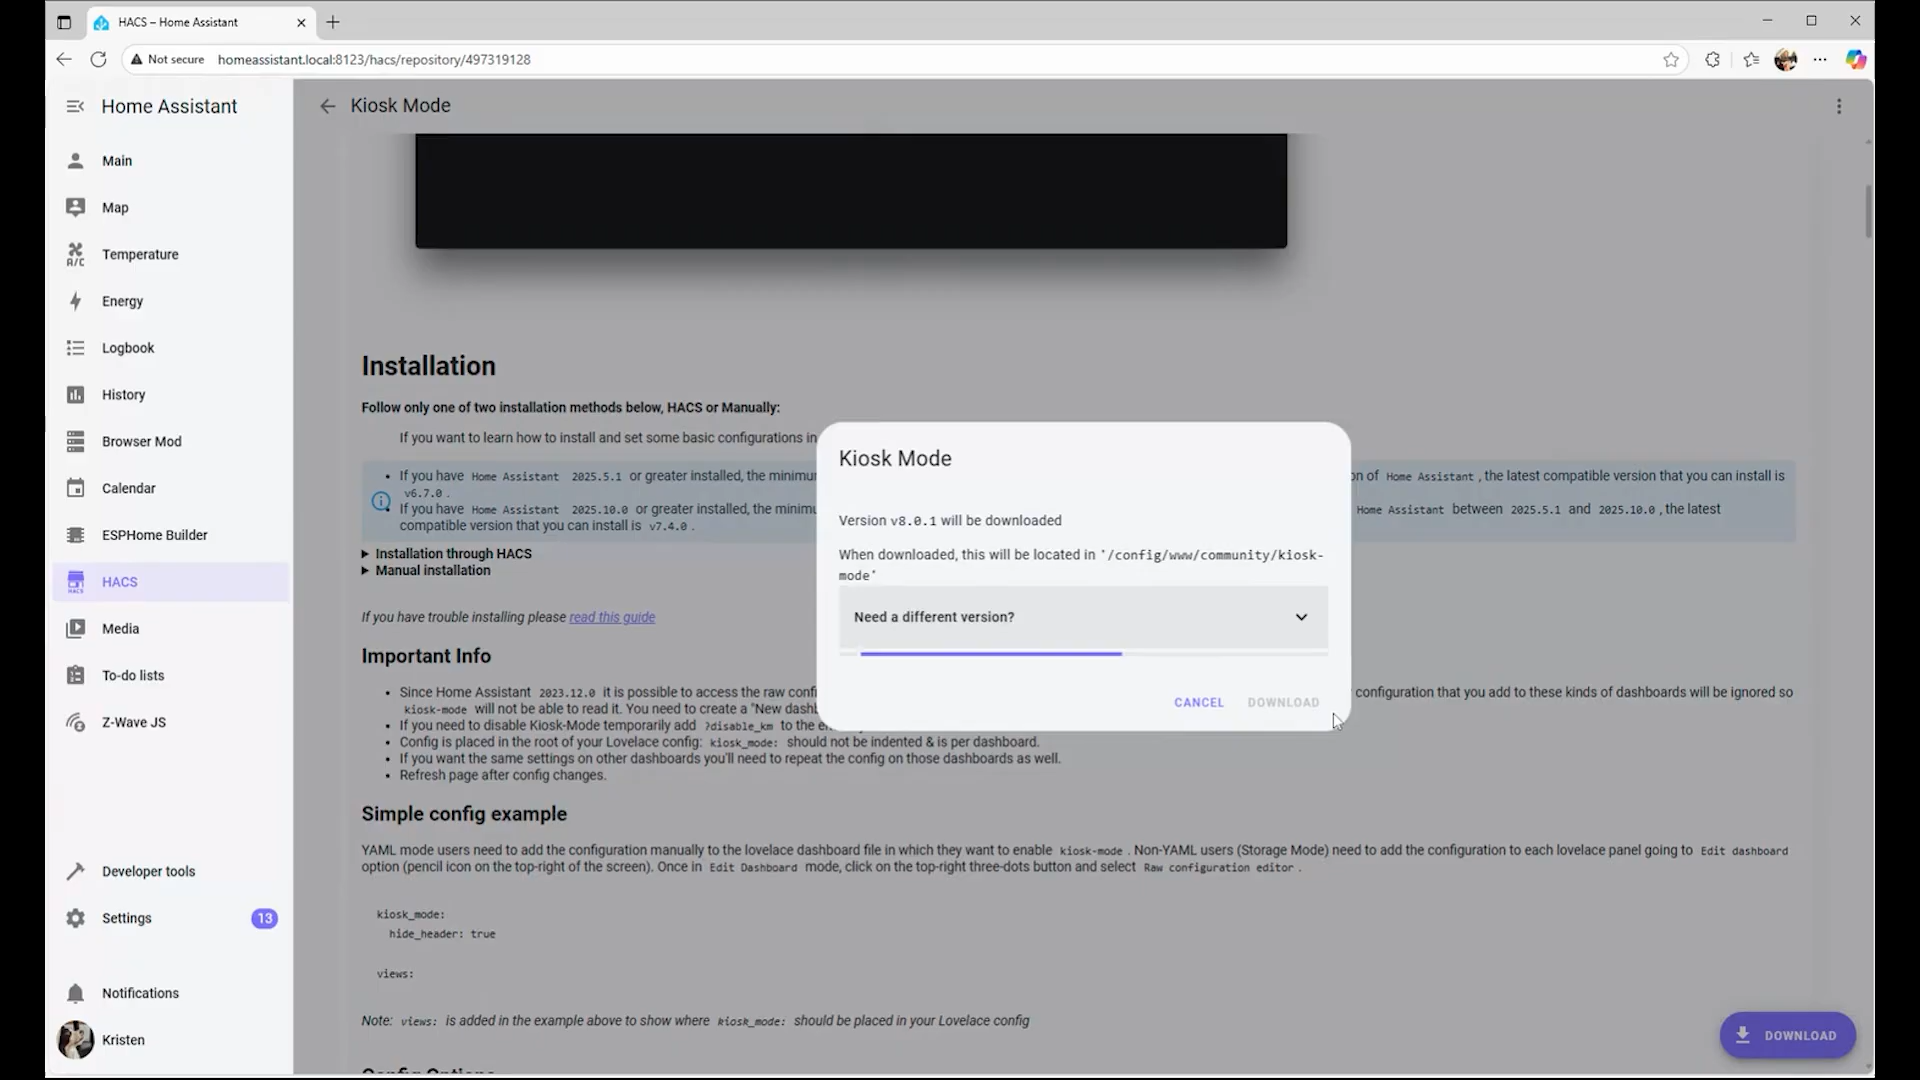 HACS – Home Assistant
Not secure
homeassistant.local:8123/hacs/repository/497319128
Home Assistant
Kiosk Mode
Main
Map
A/C
Temperature
Energy
Logbook
History
Browser Mod
Calendar
ESPHome Builder
HACS
HACS
Media
To-do lists
Z-Wave JS
Developer tools
Settings
13
Notifications
Kristen
Installation
Follow only one of two installation methods below, HACS or Manually:
If you want to learn how to install and set some basic configurations in
If you have Home Assistant 2025.5.1 or greater installed, the minimu
on of Home Assistant, the latest compatible version that you can install is
v6.7.0.
If you have Home Assistant 2025.10.0 or greater installed, the minimu
Home Assistant between 2025.5.1 and 2025.10.0, the latest
compatible version that you can install is v7.4.0.
Installation through HACS
Manual installation
If you have trouble installing please read this guide
Important Info
Since Home Assistant 2023.12.0 it is possible to access the raw confi
configuration that you add to these kinds of dashboards will be ignored so
kiosk-mode will not be able to read it. You need to create a "New dashb
If you need to disable Kiosk-Mode temporarily add ?disable_km to the e
Config is placed in the root of your Lovelace config: kiosk_mode: should not be indented & is per dashboard.
If you want the same settings on other dashboards you'll need to repeat the config on those dashboards as well.
Refresh page after config changes.
Simple config example
YAML mode users need to add the configuration manually to the lovelace dashboard file in which they want to enable kiosk-mode. Non-YAML users (Storage Mode) need to add the configuration to each lovelace panel going to Edit dashboard
option (pencil icon on the top-right of the screen). Once in Edit Dashboard mode, click on the top-right three-dots button and select Raw configuration editor.
kiosk_mode:
hide_header: true
views:
Note: views: is added in the example above to show where kiosk_mode: should be placed in your Lovelace config
Config Options
Kiosk Mode
Version v8.0.1 will be downloaded
When downloaded, this will be located in '/config/www/community/kiosk-
mode'
Need a different version?
CANCEL
DOWNLOAD
DOWNLOAD